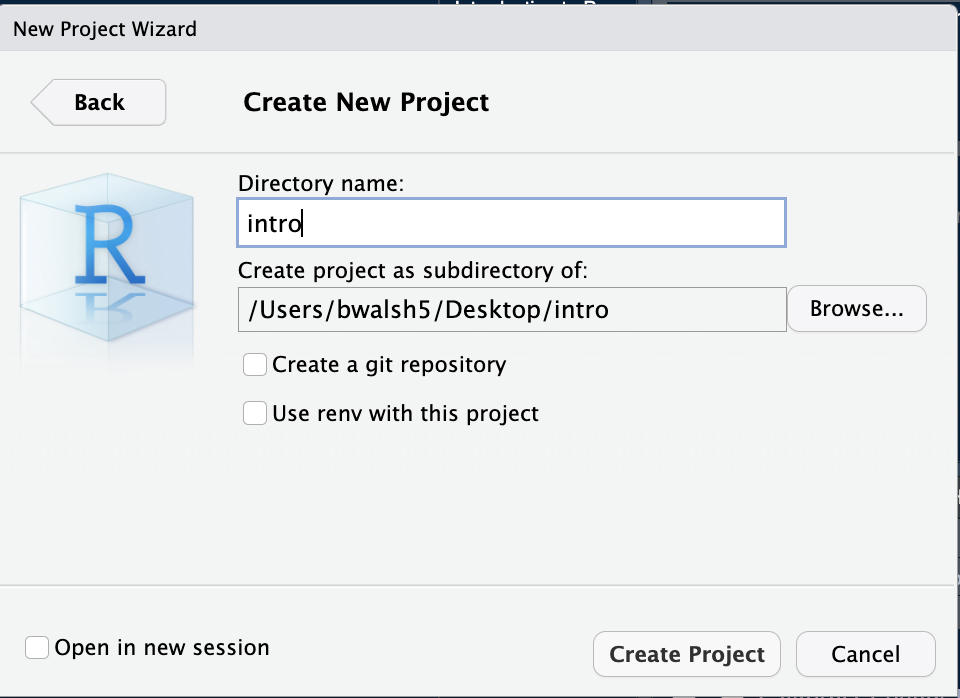 New Project Wizard
Back
Create New Project
R
Directory name:
intro
Create project as subdirectory of:
/Users/bwalsh5/Desktop/intro
Browse...
Create a git repository
Use renv with this project
Open in new session
Create Project
Cancel